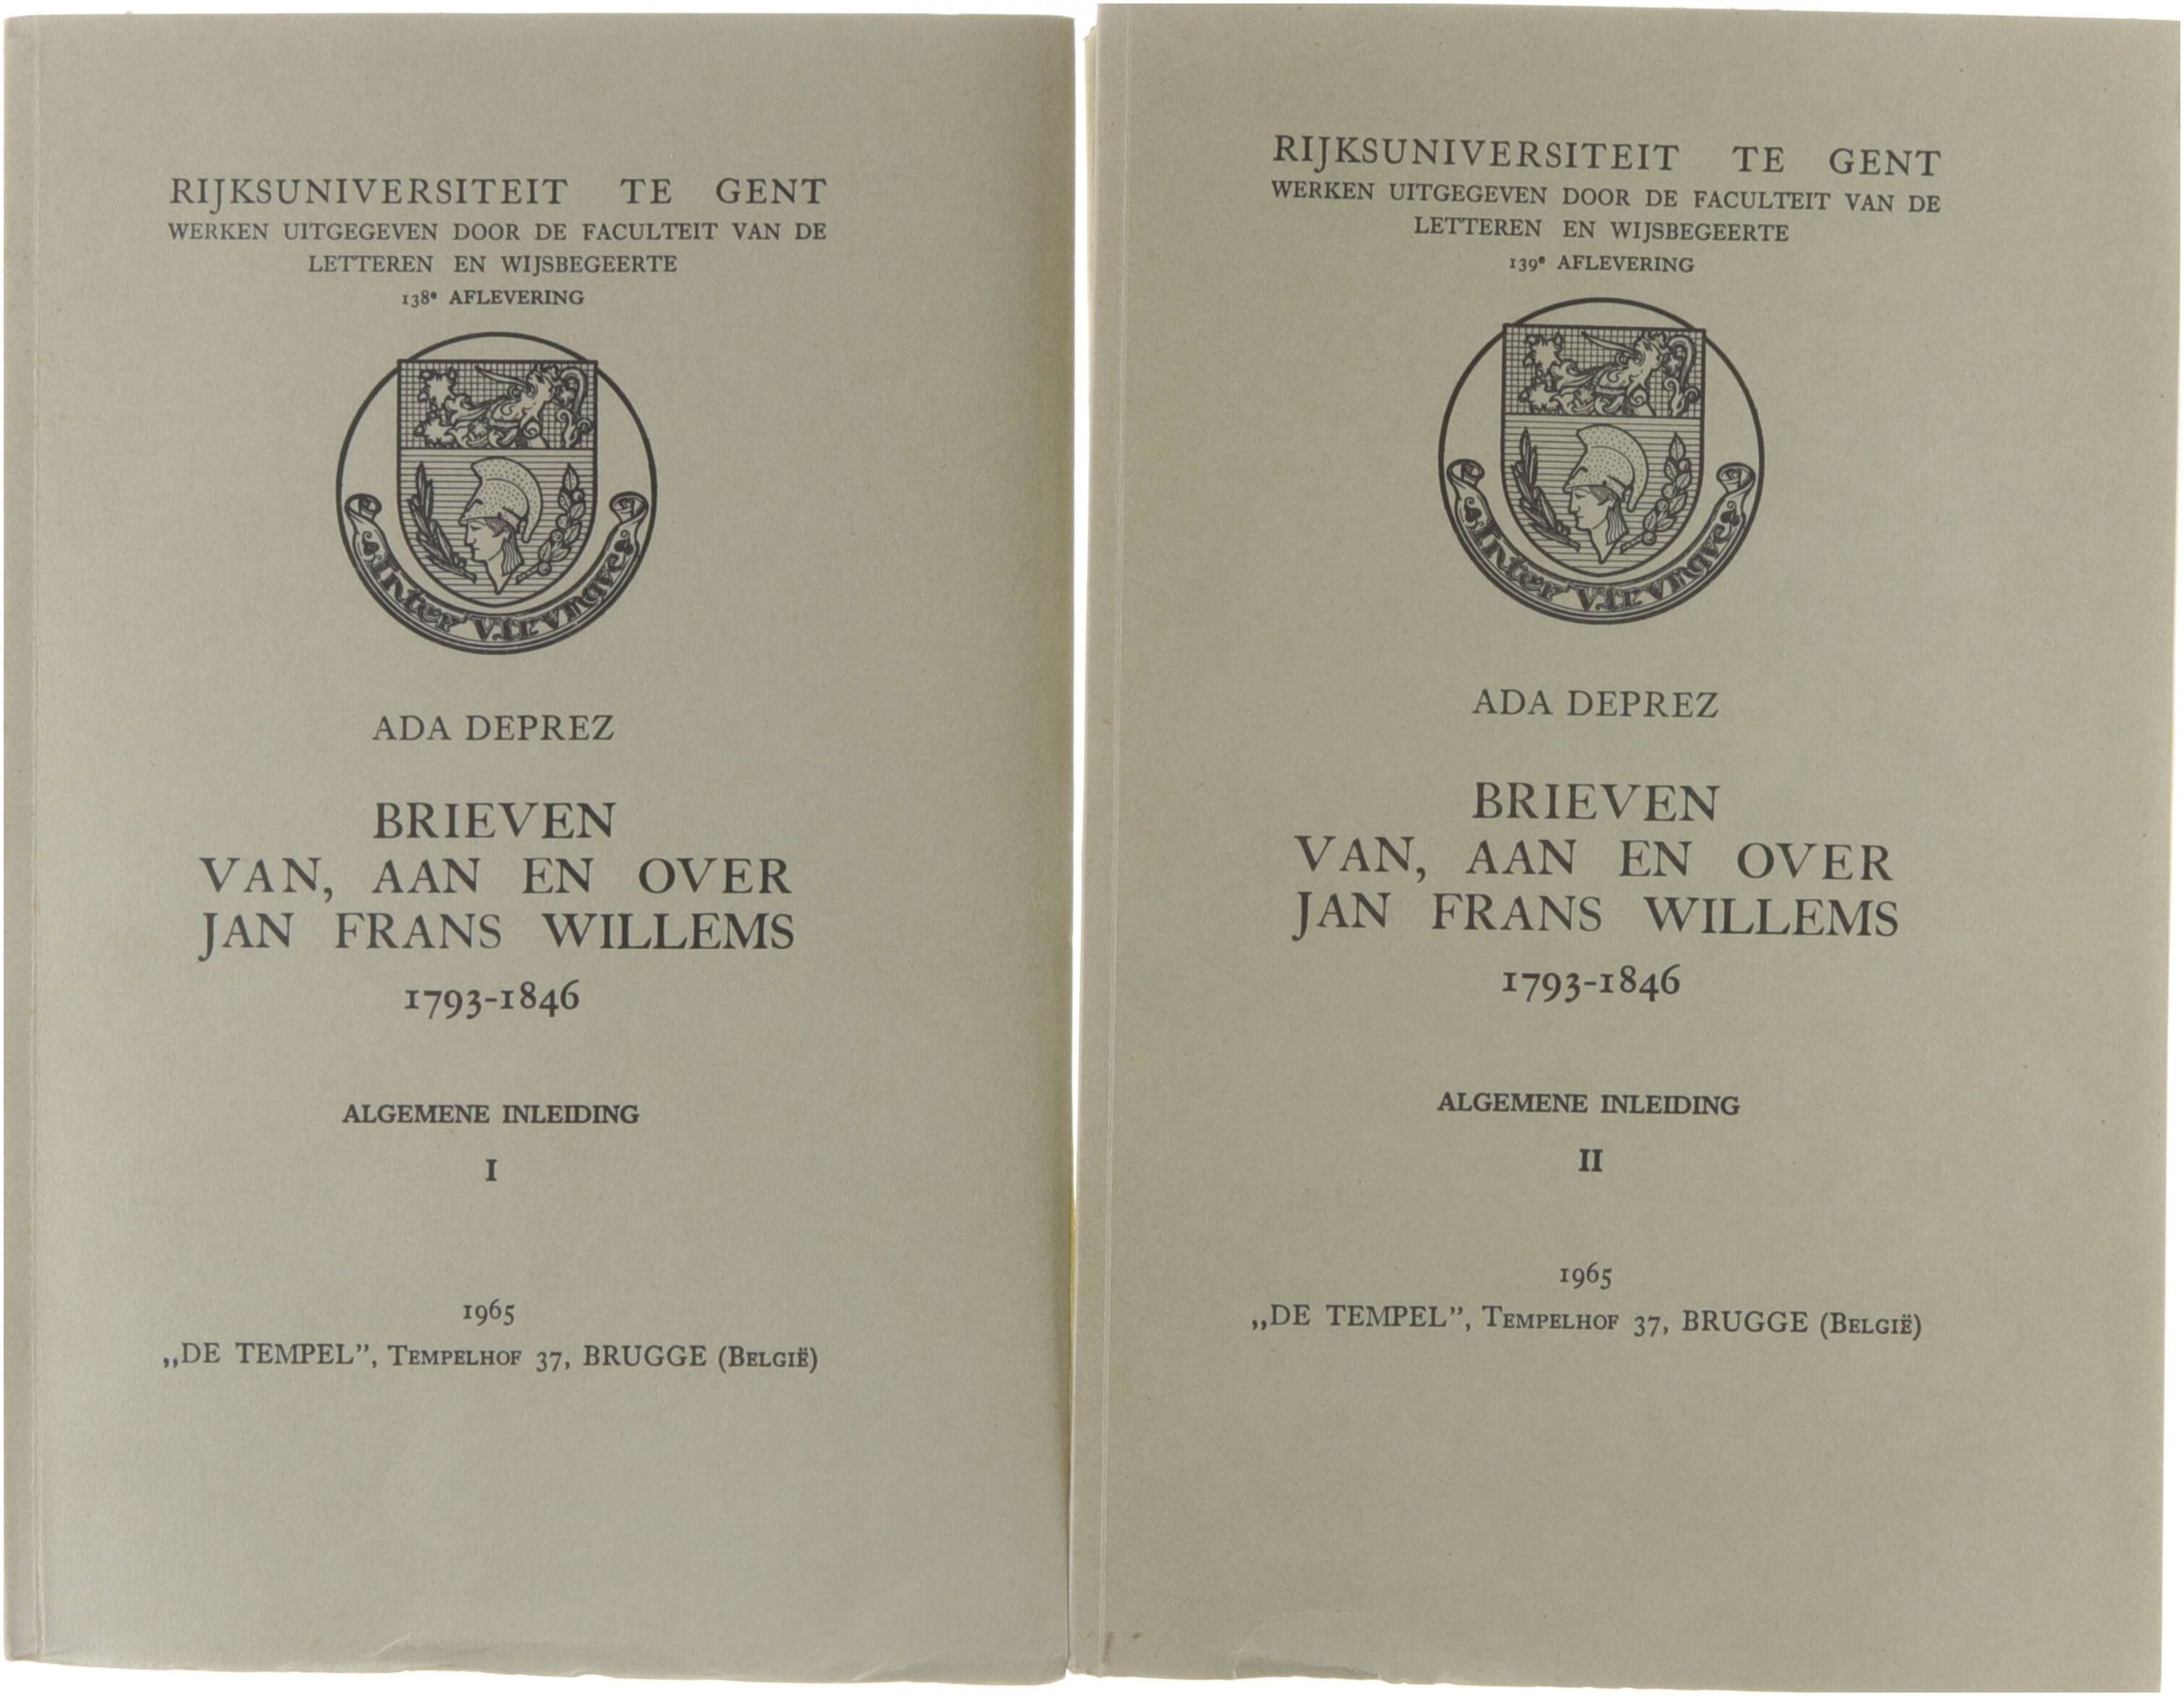 RIJKSUNIVERSITEIT TE GENT
WERKEN UITGEGEVEN DOOR DE FACULTEIT VAN DE
LETTEREN EN WIJSBEGEERTE
138e AFLEVERING
Inter Vtrvmqve
ADA DEPREZ
BRIEVEN
VAN, AAN EN OVER
JAN FRANS WILLEMS
1793-1846
ALGEMENE INLEIDING
I
1965
„DE TEMPEL”, TEMPELHOF 37, BRUGGE (BELGIË)
RIJKSUNIVERSITEIT TE GENT
WERKEN UITGEGEVEN DOOR DE FACULTEIT VAN DE
LETTEREN EN WIJSBEGEERTE
139e AFLEVERING
Inter Vtrvmqve
ADA DEPREZ
BRIEVEN
VAN, AAN EN OVER
JAN FRANS WILLEMS
1793-1846
ALGEMENE INLEIDING
II
1965
„DE TEMPEL”, TEMPELHOF 37, BRUGGE (BELGIË)